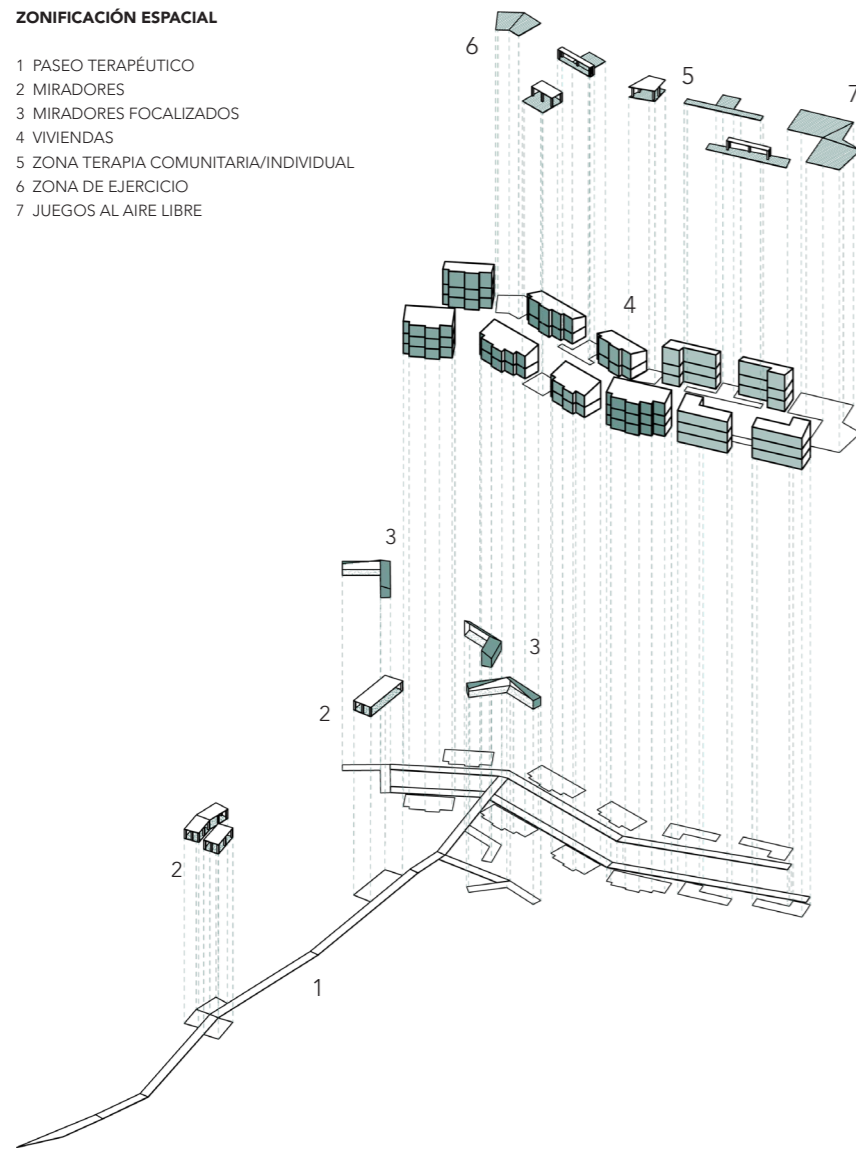 ZONIFICACIÓN ESPACIAL
1 PASEO TERAPÉUTICO
2 MIRADORES
3 MIRADORES FOCALIZADOS
4 VIVIENDAS
5 ZONA TERAPIA COMUNITARIA/INDIVIDUAL
6 ZONA DE EJERCICIO
7 JUEGOS AL AIRE LIBRE
6
5
7
4
3
3
2
2
1